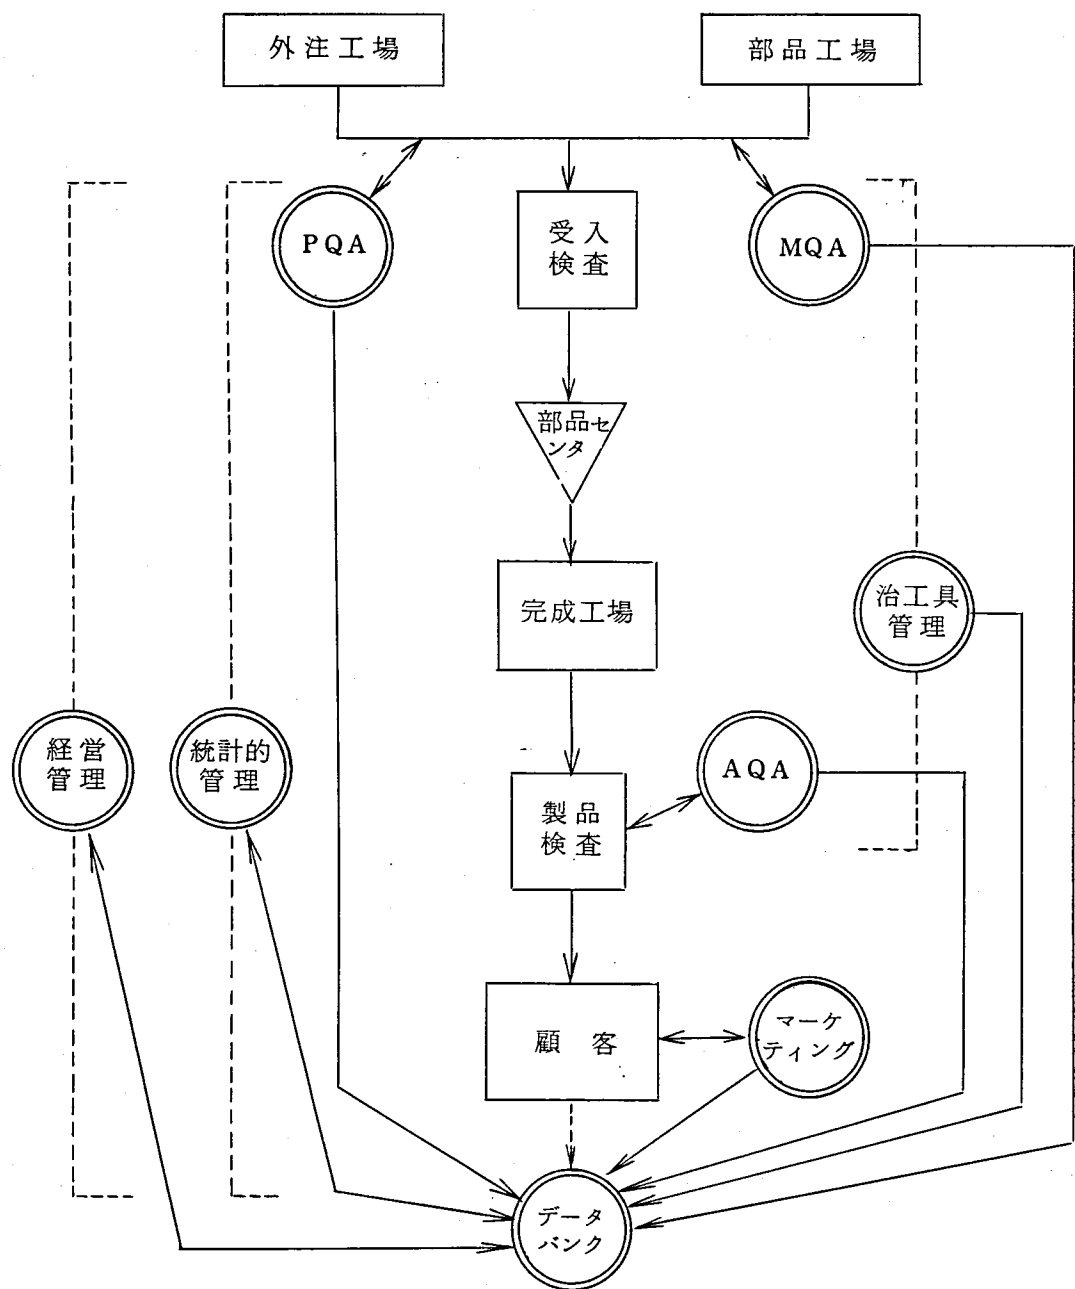 外注工場
部品工場
PQA
受入
検査
MQA
部品セ
ンタ
完成工場
治工具
管理
経営
管理
統計的
管理
AQA
製品
検査
顧客
マーケ
ティング
データ
バンク